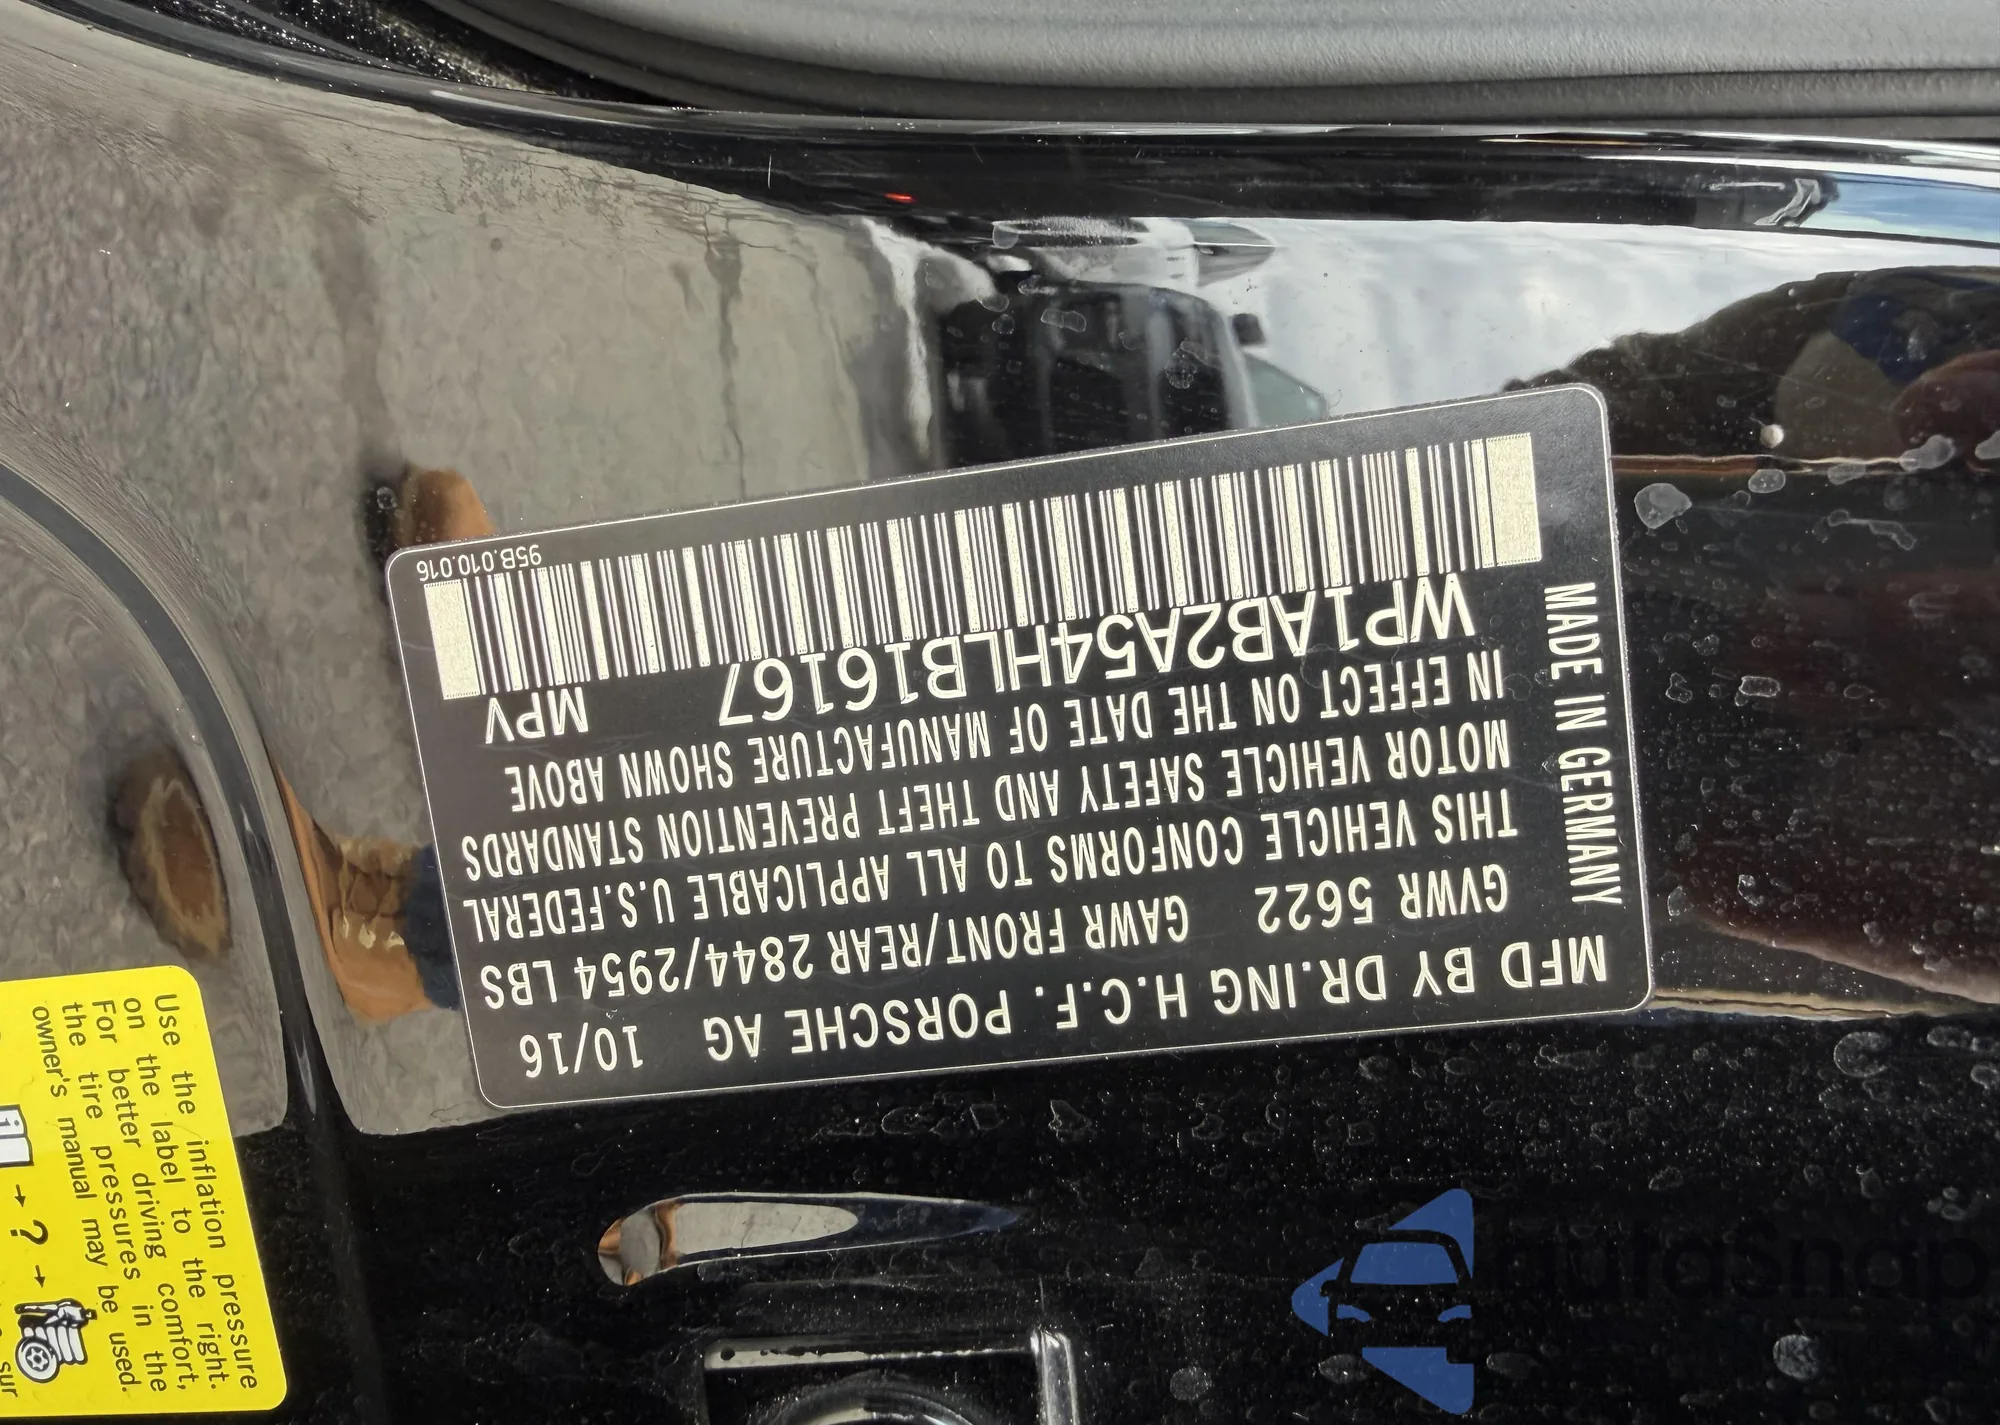 MFD BY DR.ING H.C.F. PORSCHE AG 10/16
GVWR 5622 GAWR FRONT/REAR 2844/2954 LBS
THIS VEHICLE CONFORMS TO ALL APPLICABLE U.S.FEDERAL
MOTOR VEHICLE SAFETY AND THEFT PREVENTION STANDARDS
IN EFFECT ON THE DATE OF MANUFACTURE SHOWN ABOVE
WP1AB2A54HLB16167 MPV
95B.010.016
MADE IN GERMANY
Use the inflation pressure
on the label to the right.
For better driving comfort,
the tire pressures in the
owner's manual may be used.
i → ? →
sur